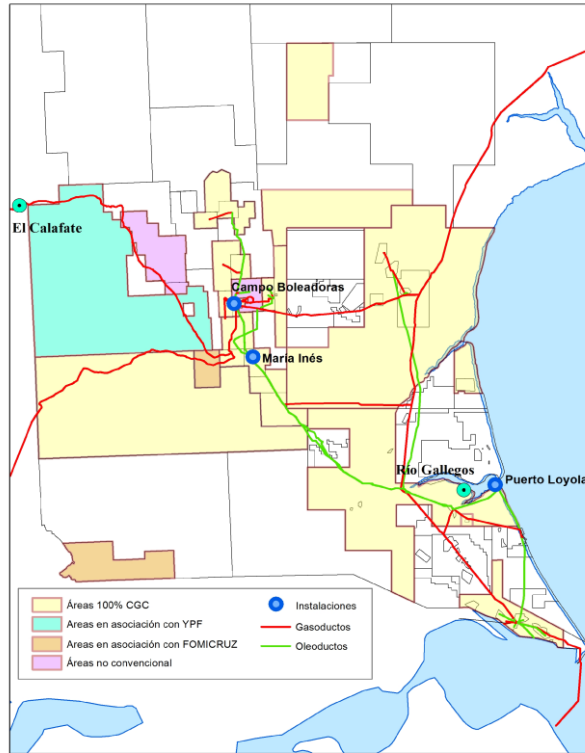 El Calafate
Campo Boleadoras
María Inés
Río Gallegos
Puerto Loyola
Áreas 100% CGC
Areas en asociación con YPF
Areas en asociación con FOMICRUZ
Áreas no convencional
Instalaciones
Gasoductos
Oleoductos